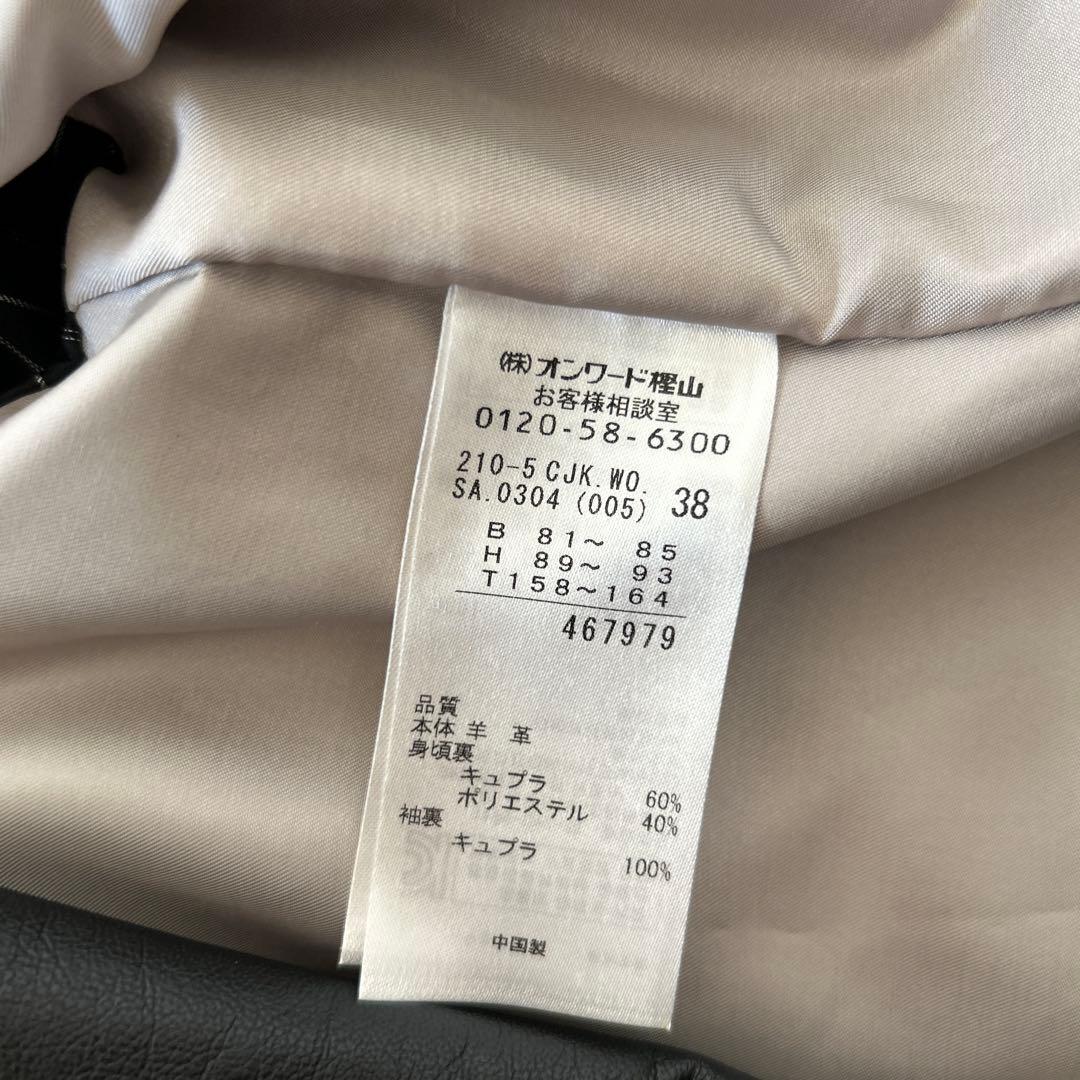 (株)オンワード樫山
お客様相談室
0120-58-6300
210-5 CJK.WO.
SA.0304 (005) 38
B 81～ 85
H 89～ 93
T158～164
467979
品質
本体 羊 革
身頃裏
キュプラ 60%
ポリエステル 40%
袖裏
キュプラ 100%
中国製